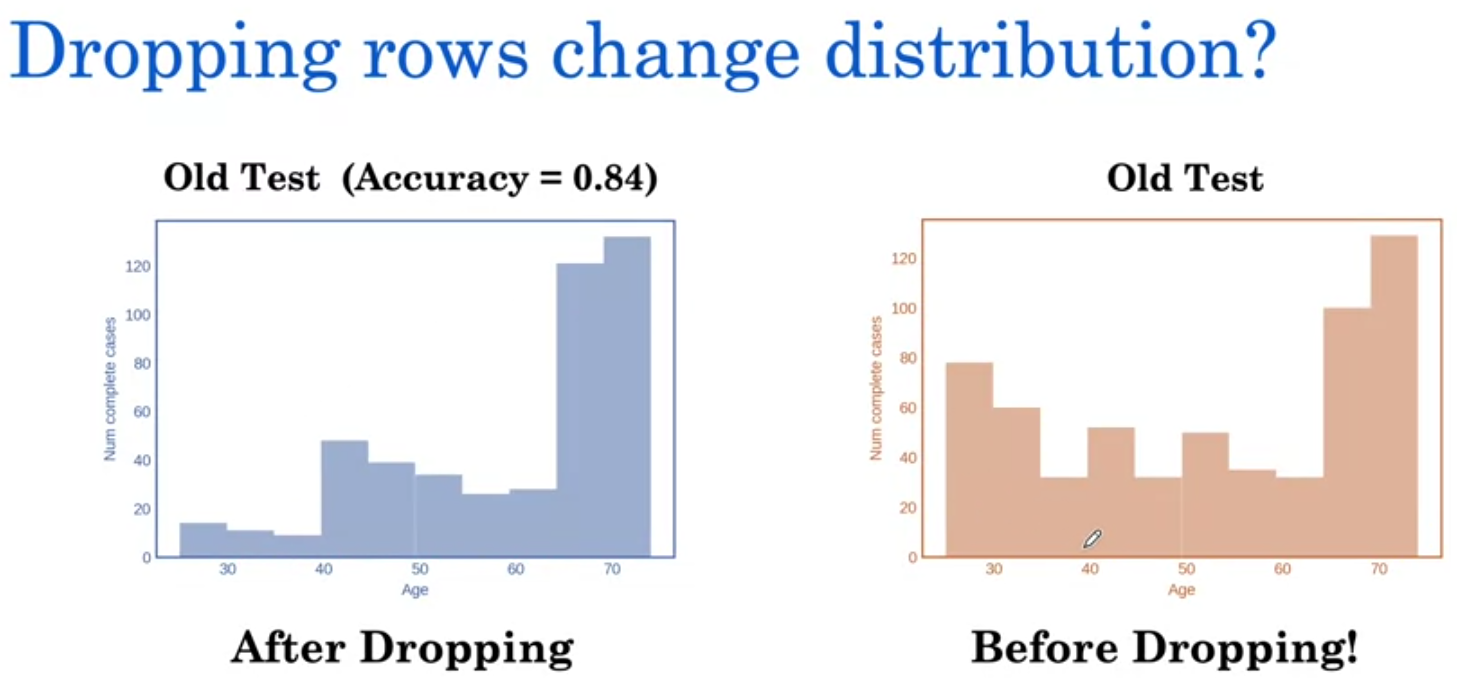 Dropping rows change distribution?
Old Test (Accuracy = 0.84)
Old Test
120
100
80
60
40
20
0
Num complete cases
30 40 50 60 70
Age
After Dropping
120
100
80
60
40
20
0
Num complete cases
30 40 50 60 70
Age
Before Dropping!